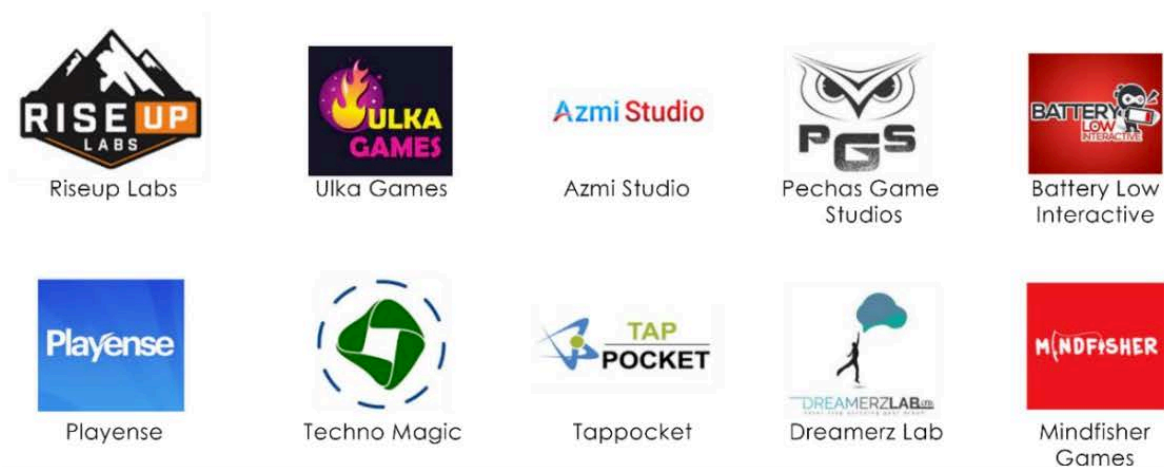 RISE UP
LABS
ULKA
GAMES
Azmi Studio
PGS
BATTERY
LOW
INTERACTIVE
Riseup Labs
Ulka Games
Azmi Studio
Pechas Game
Studios
Battery Low
Interactive
Playense
TAP
POCKET
DREAMERZLAB
MINDFISHER
Playense
Techno Magic
Tappocket
Dreamerz Lab
Mindfisher
Games